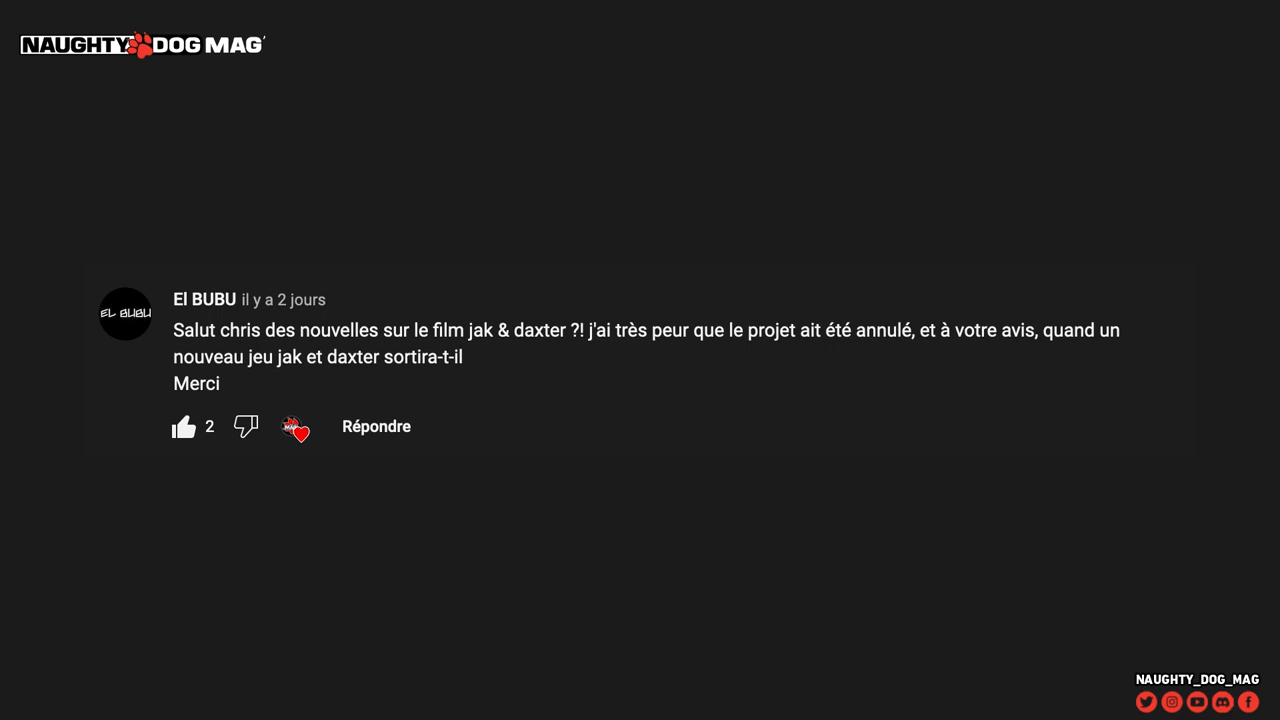 NAUGHTY DOG MAG'
El BUBU il y a 2 jours
EL BUBU
Salut chris des nouvelles sur le film jak & daxter ?! j'ai très peur que le projet ait été annulé, et à votre avis, quand un
nouveau jeu jak et daxter sortira-t-il
Merci
2 Répondre
NAUGHTY_DOG_MAG